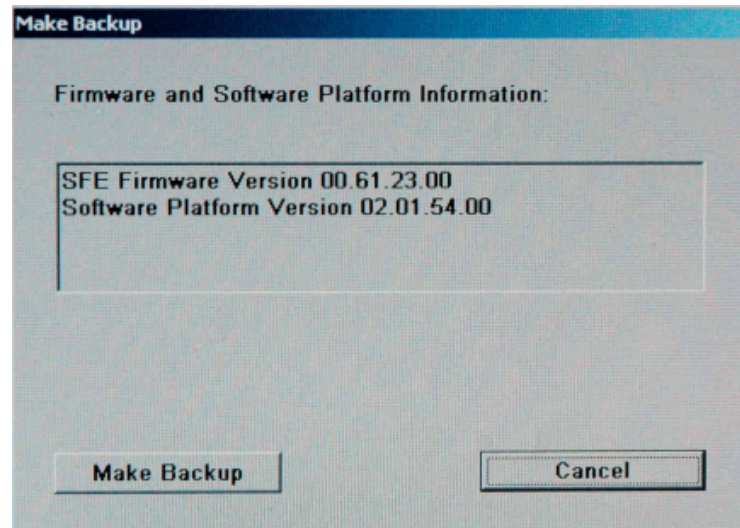 Make Backup
Firmware and Software Platform Information:
SFE Firmware Version 00.61.23.00
Software Platform Version 02.01.54.00
Make Backup
Cancel